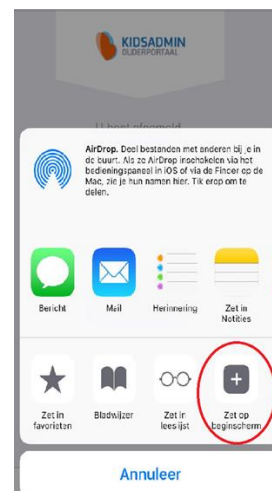 KIDSADMIN
OUDERPORTAAL
U bent afgemeld
AirDrop. Deel bestanden met anderen bij je in
de buurt. Als ze AirDrop inschakelen via het
bedieningspaneel in iOS of via de Finder op de
Mac, zie je hun namen hier. Tik erop om te
delen.
Bericht
Mail
Herinnering
Zet in
Notities
Zet in
favorieten
Bladwijzer
Zet in
leeslijst
Zet op
beginscherm
Annuleer